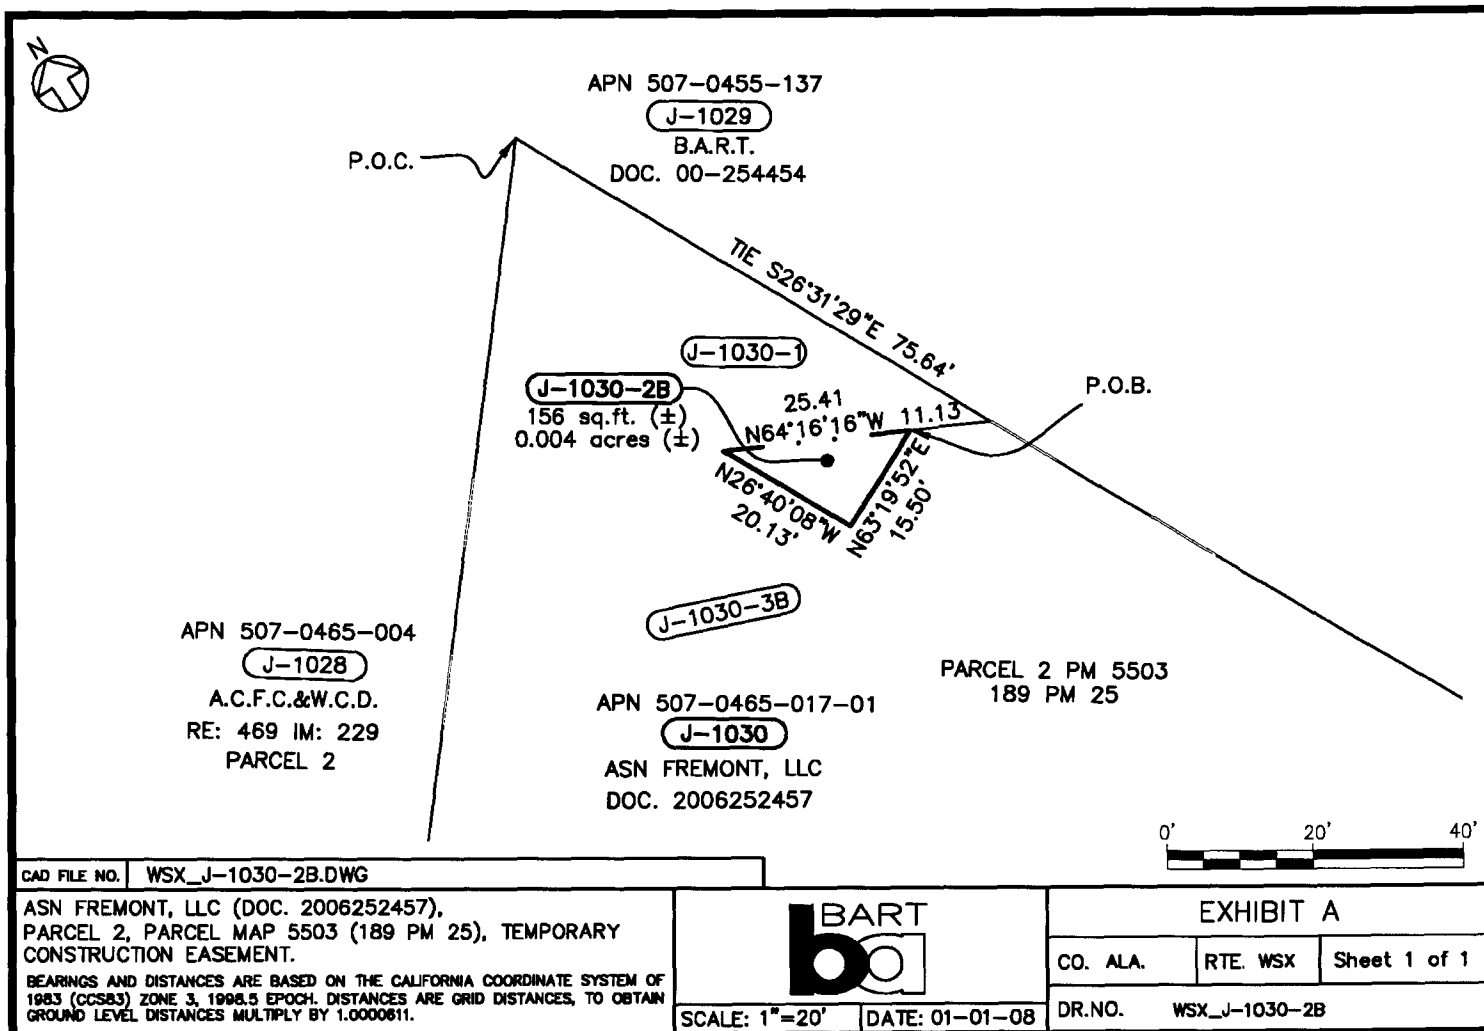 N
APN 507-0455-137
J-1029
B.A.R.T.
DOC. 00-254454
P.O.C.
TIE S26°31'29"E 75.64'
J-1030-1
J-1030-2B
156 sq.ft. (±)
0.004 acres (±)
25.41
N64°16'16"W
11.13
P.O.B.
N26°40'08"W
20.13'
N63°19'52"E
15.50'
J-1030-3B
APN 507-0465-004
J-1028
A.C.F.C.&W.C.D.
RE: 469 IM: 229
PARCEL 2
APN 507-0465-017-01
J-1030
ASN FREMONT, LLC
DOC. 2006252457
PARCEL 2 PM 5503
189 PM 25
0' 20' 40'
CAD FILE NO. WSX_J-1030-2B.DWG
ASN FREMONT, LLC (DOC. 2006252457),
PARCEL 2, PARCEL MAP 5503 (189 PM 25), TEMPORARY
CONSTRUCTION EASEMENT.
BEARINGS AND DISTANCES ARE BASED ON THE CALIFORNIA COORDINATE SYSTEM OF
1983 (CCS83) ZONE 3, 1998.5 EPOCH. DISTANCES ARE GRID DISTANCES, TO OBTAIN
GROUND LEVEL DISTANCES MULTIPLY BY 1.0000611.
BART
ba
SCALE: 1"=20' DATE: 01-01-08
EXHIBIT A
CO. ALA. RTE. WSX Sheet 1 of 1
DR.NO. WSX_J-1030-2B